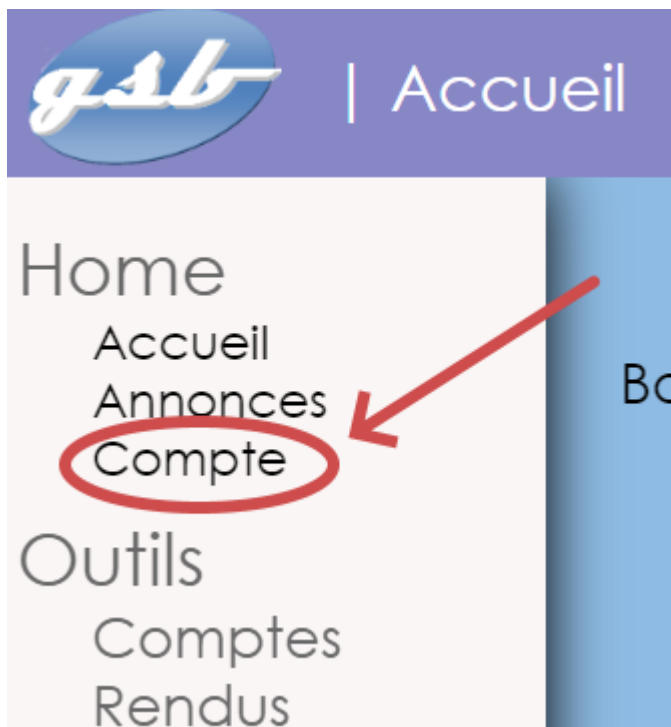 gsb | Accueil
Home
Accueil
Annonces
Compte
Outils
Comptes
Rendus